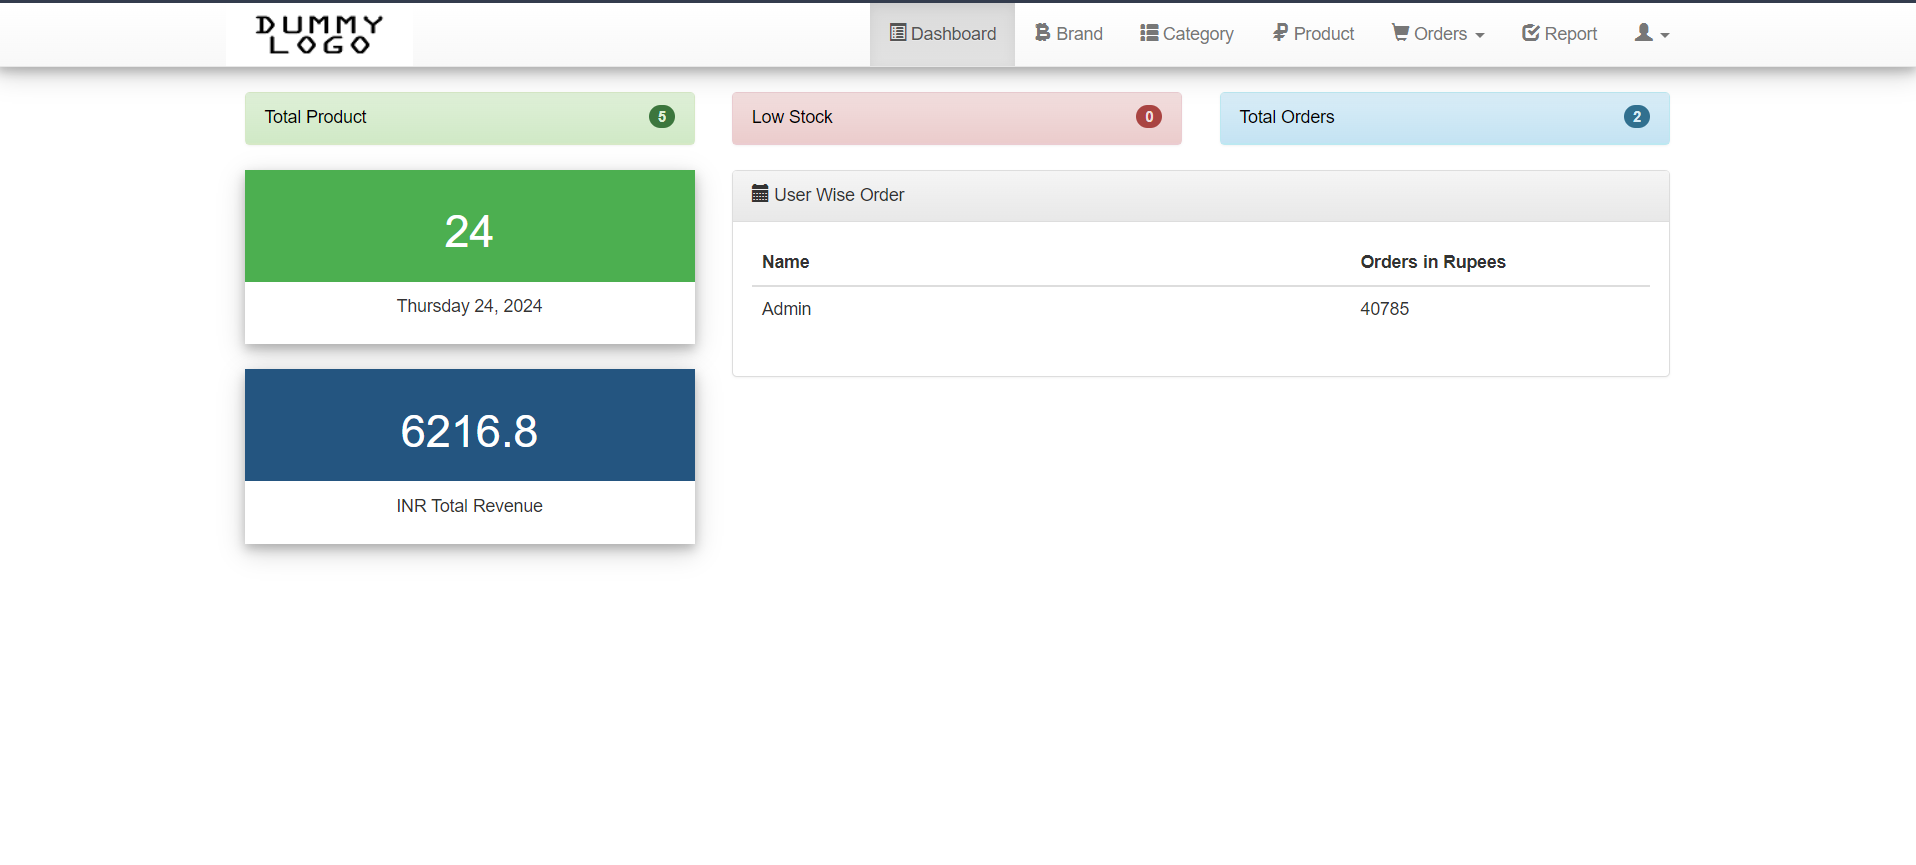 DUMMY
LOGO
Dashboard Brand Category Product Orders Report
Total Product 5
Low Stock 0
Total Orders 2
24
Thursday 24, 2024
6216.8
INR Total Revenue
User Wise Order
Name Orders in Rupees
Admin 40785